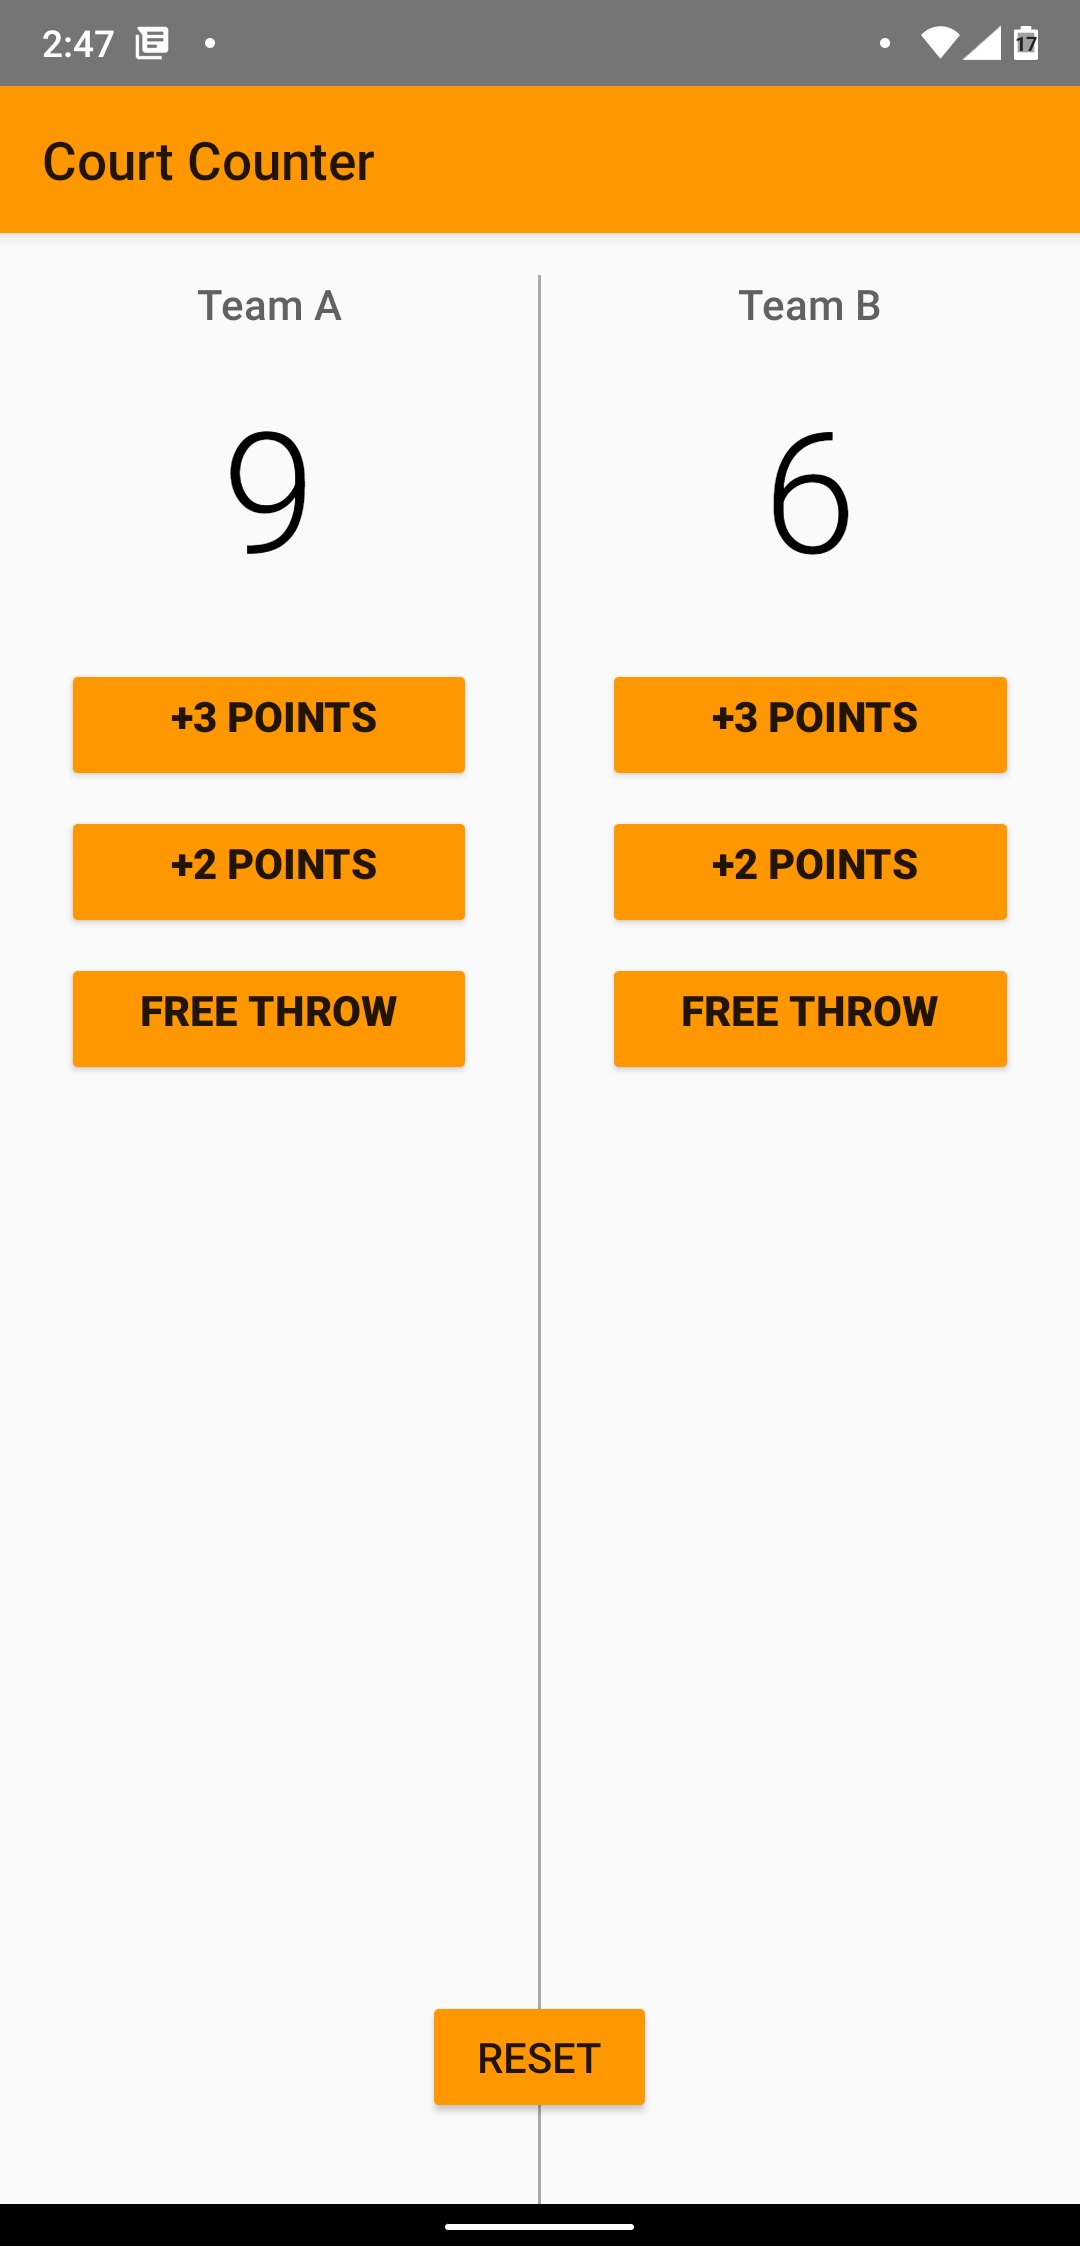 2:47
17
Court Counter
Team A
Team B
9
6
+3 POINTS
+3 POINTS
+2 POINTS
+2 POINTS
FREE THROW
FREE THROW
RESET